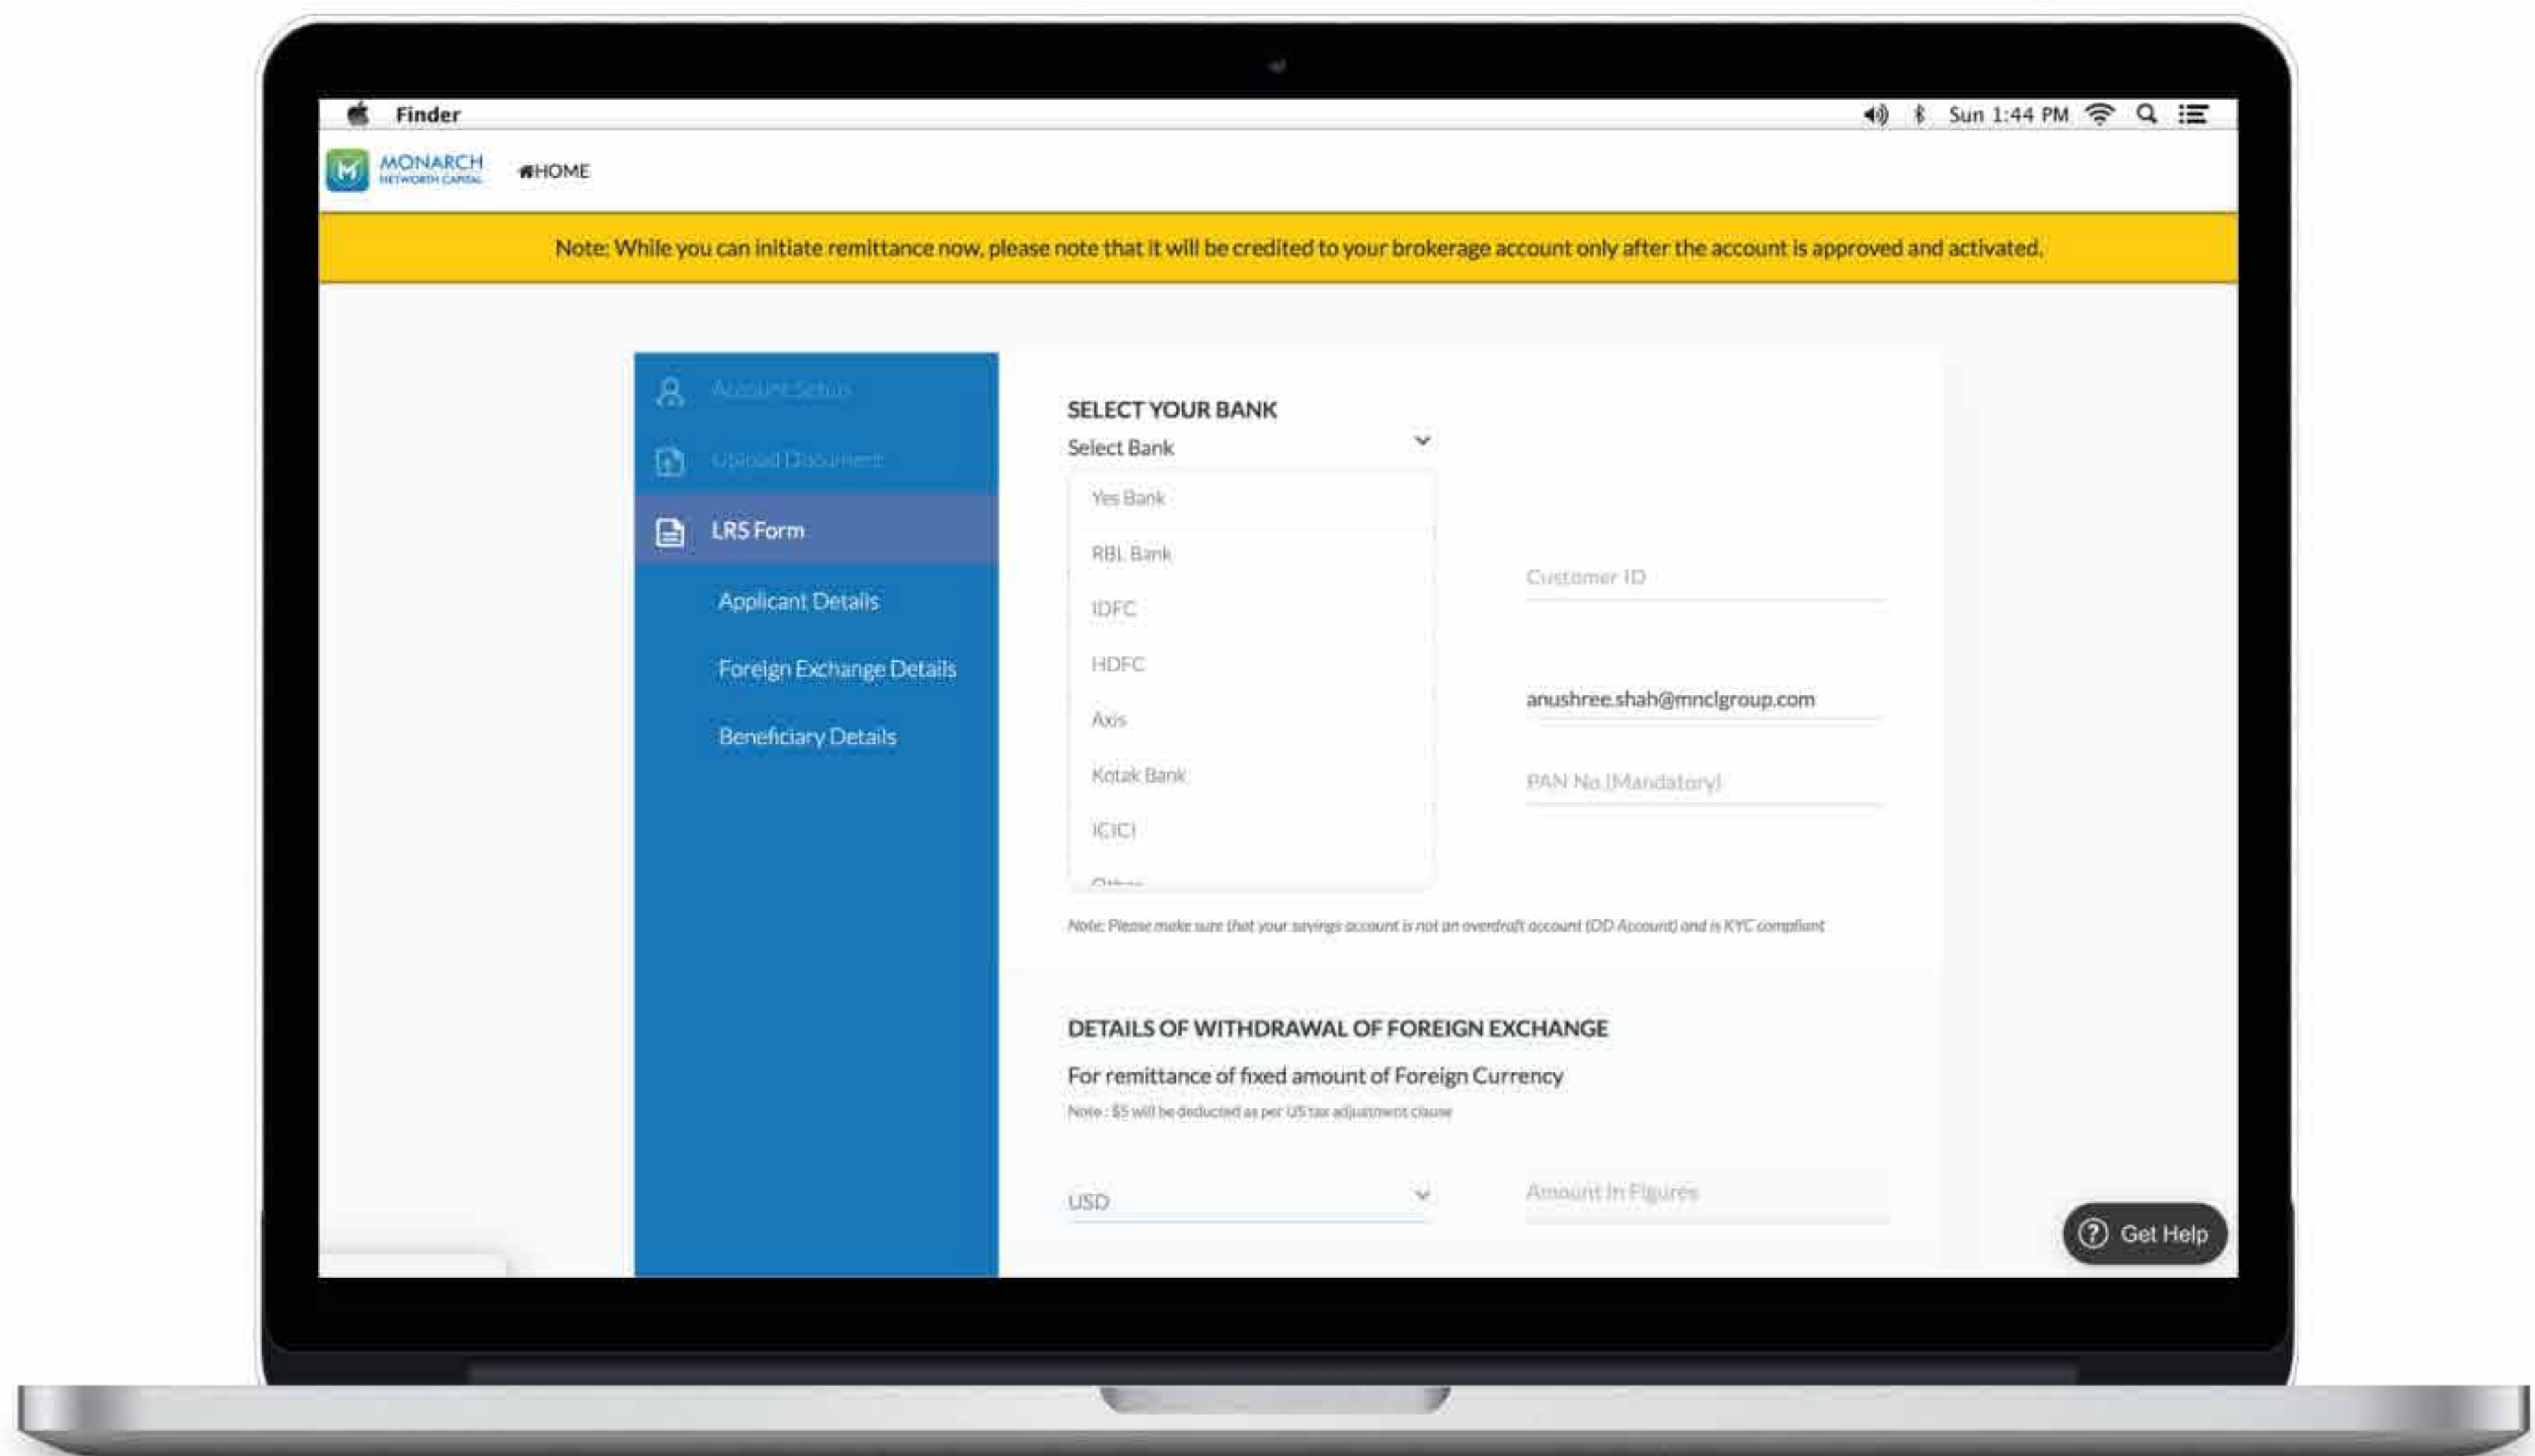 Finder
Sun 1:44 PM
MONARCH
NETWORTH CAPITAL
HOME
Note: While you can initiate remittance now, please note that it will be credited to your brokerage account only after the account is approved and activated.
Account Setup
Upload Document
LRS Form
Applicant Details
Foreign Exchange Details
Beneficiary Details
SELECT YOUR BANK
Select Bank
Yes Bank
RBL Bank
IDFC
HDFC
Axis
Kotak Bank
ICICI
Other
Customer ID
anushree.shah@mnclgroup.com
PAN No.(Mandatory)
Note: Please make sure that your savings account is not an overdraft account (OD Account) and is KYC compliant
DETAILS OF WITHDRAWAL OF FOREIGN EXCHANGE
For remittance of fixed amount of Foreign Currency
Note : $5 will be deducted as per US tax adjustment clause
USD
Amount In Figures
? Get Help